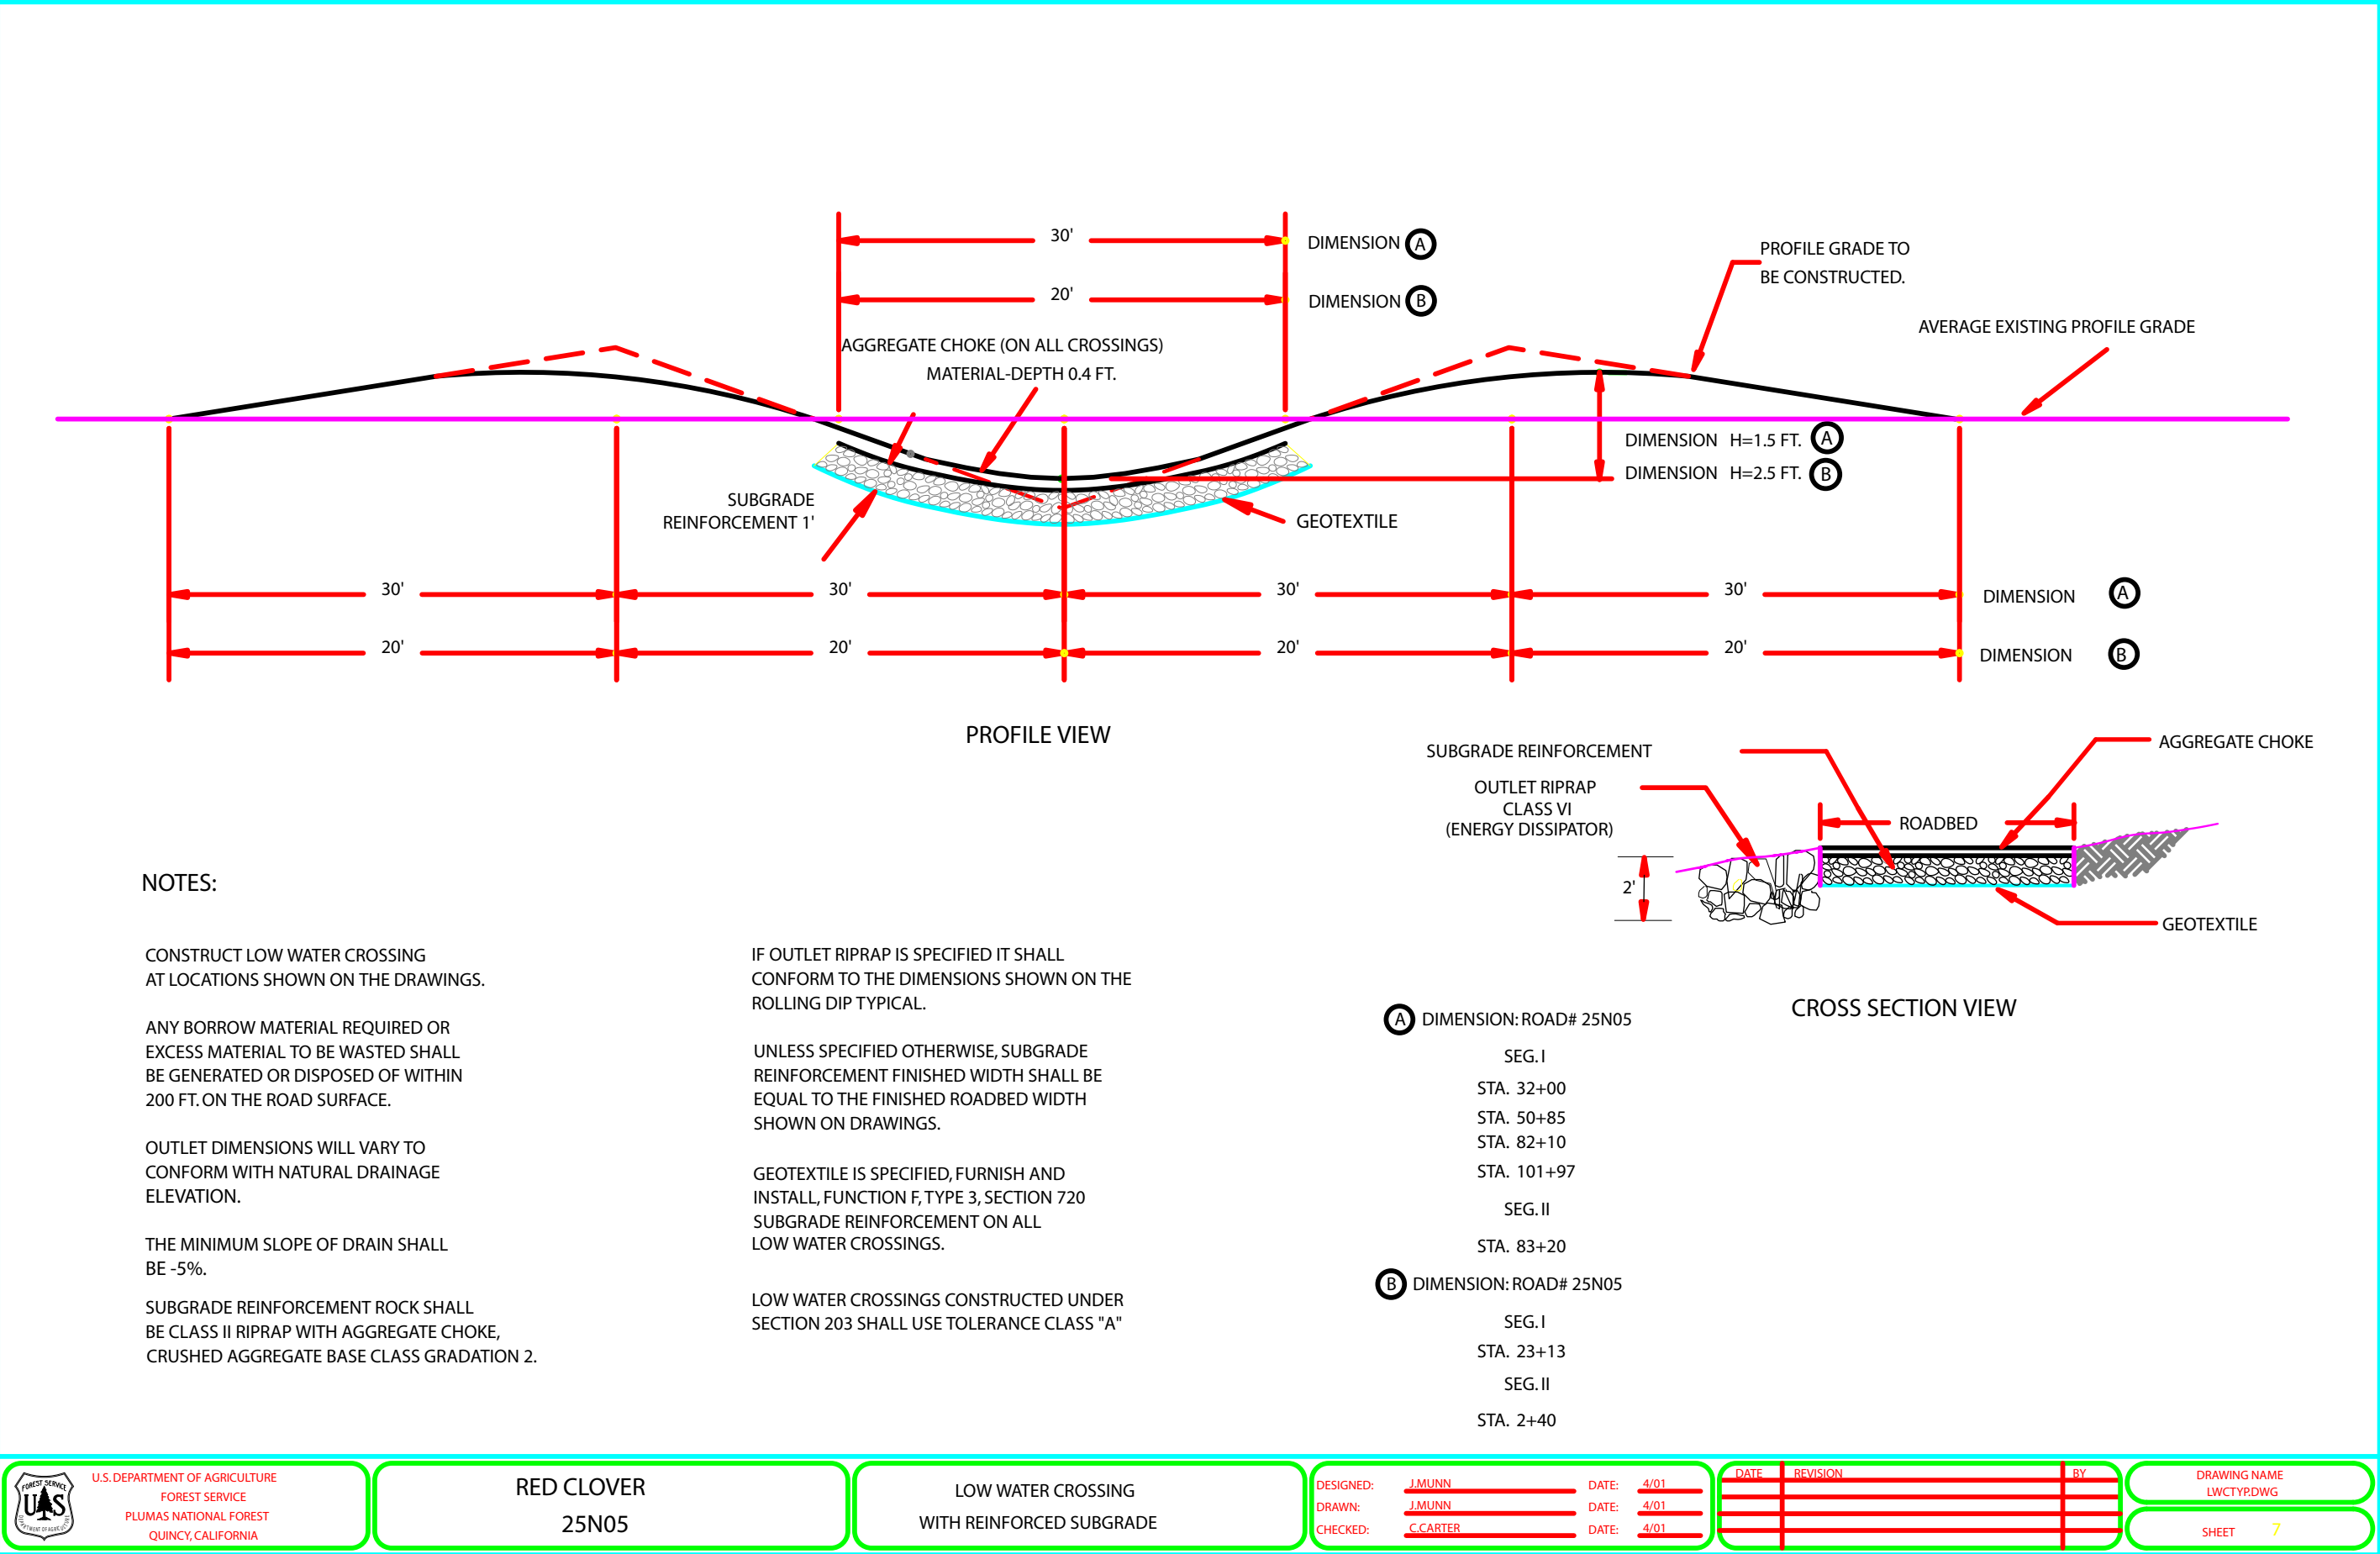 30'
DIMENSION A
20'
DIMENSION B
PROFILE GRADE TO
BE CONSTRUCTED.
AVERAGE EXISTING PROFILE GRADE
AGGREGATE CHOKE (ON ALL CROSSINGS)
MATERIAL-DEPTH 0.4 FT.
DIMENSION H=1.5 FT. A
DIMENSION H=2.5 FT. B
SUBGRADE
REINFORCEMENT 1'
GEOTEXTILE
30' 30' 30' 30' DIMENSION A
20' 20' 20' 20' DIMENSION B
PROFILE VIEW
SUBGRADE REINFORCEMENT
AGGREGATE CHOKE
OUTLET RIPRAP
CLASS VI
(ENERGY DISSIPATOR)
ROADBED
2'
GEOTEXTILE
CROSS SECTION VIEW
NOTES:
CONSTRUCT LOW WATER CROSSING
AT LOCATIONS SHOWN ON THE DRAWINGS.
ANY BORROW MATERIAL REQUIRED OR
EXCESS MATERIAL TO BE WASTED SHALL
BE GENERATED OR DISPOSED OF WITHIN
200 FT. ON THE ROAD SURFACE.
OUTLET DIMENSIONS WILL VARY TO
CONFORM WITH NATURAL DRAINAGE
ELEVATION.
THE MINIMUM SLOPE OF DRAIN SHALL
BE -5%.
SUBGRADE REINFORCEMENT ROCK SHALL
BE CLASS II RIPRAP WITH AGGREGATE CHOKE,
CRUSHED AGGREGATE BASE CLASS GRADATION 2.
IF OUTLET RIPRAP IS SPECIFIED IT SHALL
CONFORM TO THE DIMENSIONS SHOWN ON THE
ROLLING DIP TYPICAL.
UNLESS SPECIFIED OTHERWISE, SUBGRADE
REINFORCEMENT FINISHED WIDTH SHALL BE
EQUAL TO THE FINISHED ROADBED WIDTH
SHOWN ON DRAWINGS.
GEOTEXTILE IS SPECIFIED, FURNISH AND
INSTALL, FUNCTION F, TYPE 3, SECTION 720
SUBGRADE REINFORCEMENT ON ALL
LOW WATER CROSSINGS.
LOW WATER CROSSINGS CONSTRUCTED UNDER
SECTION 203 SHALL USE TOLERANCE CLASS "A"
A DIMENSION: ROAD# 25N05
SEG. I
STA. 32+00
STA. 50+85
STA. 82+10
STA. 101+97
SEG. II
STA. 83+20
B DIMENSION: ROAD# 25N05
SEG. I
STA. 23+13
SEG. II
STA. 2+40
FOREST SERVICE
U S
DEPARTMENT OF AGRICULTURE
U.S. DEPARTMENT OF AGRICULTURE
FOREST SERVICE
PLUMAS NATIONAL FOREST
QUINCY, CALIFORNIA
RED CLOVER
25N05
LOW WATER CROSSING
WITH REINFORCED SUBGRADE
DESIGNED: J.MUNN DATE: 4/01
DRAWN: J.MUNN DATE: 4/01
CHECKED: C.CARTER DATE: 4/01
DATE REVISION BY
DRAWING NAME
LWCTYP.DWG
SHEET 7